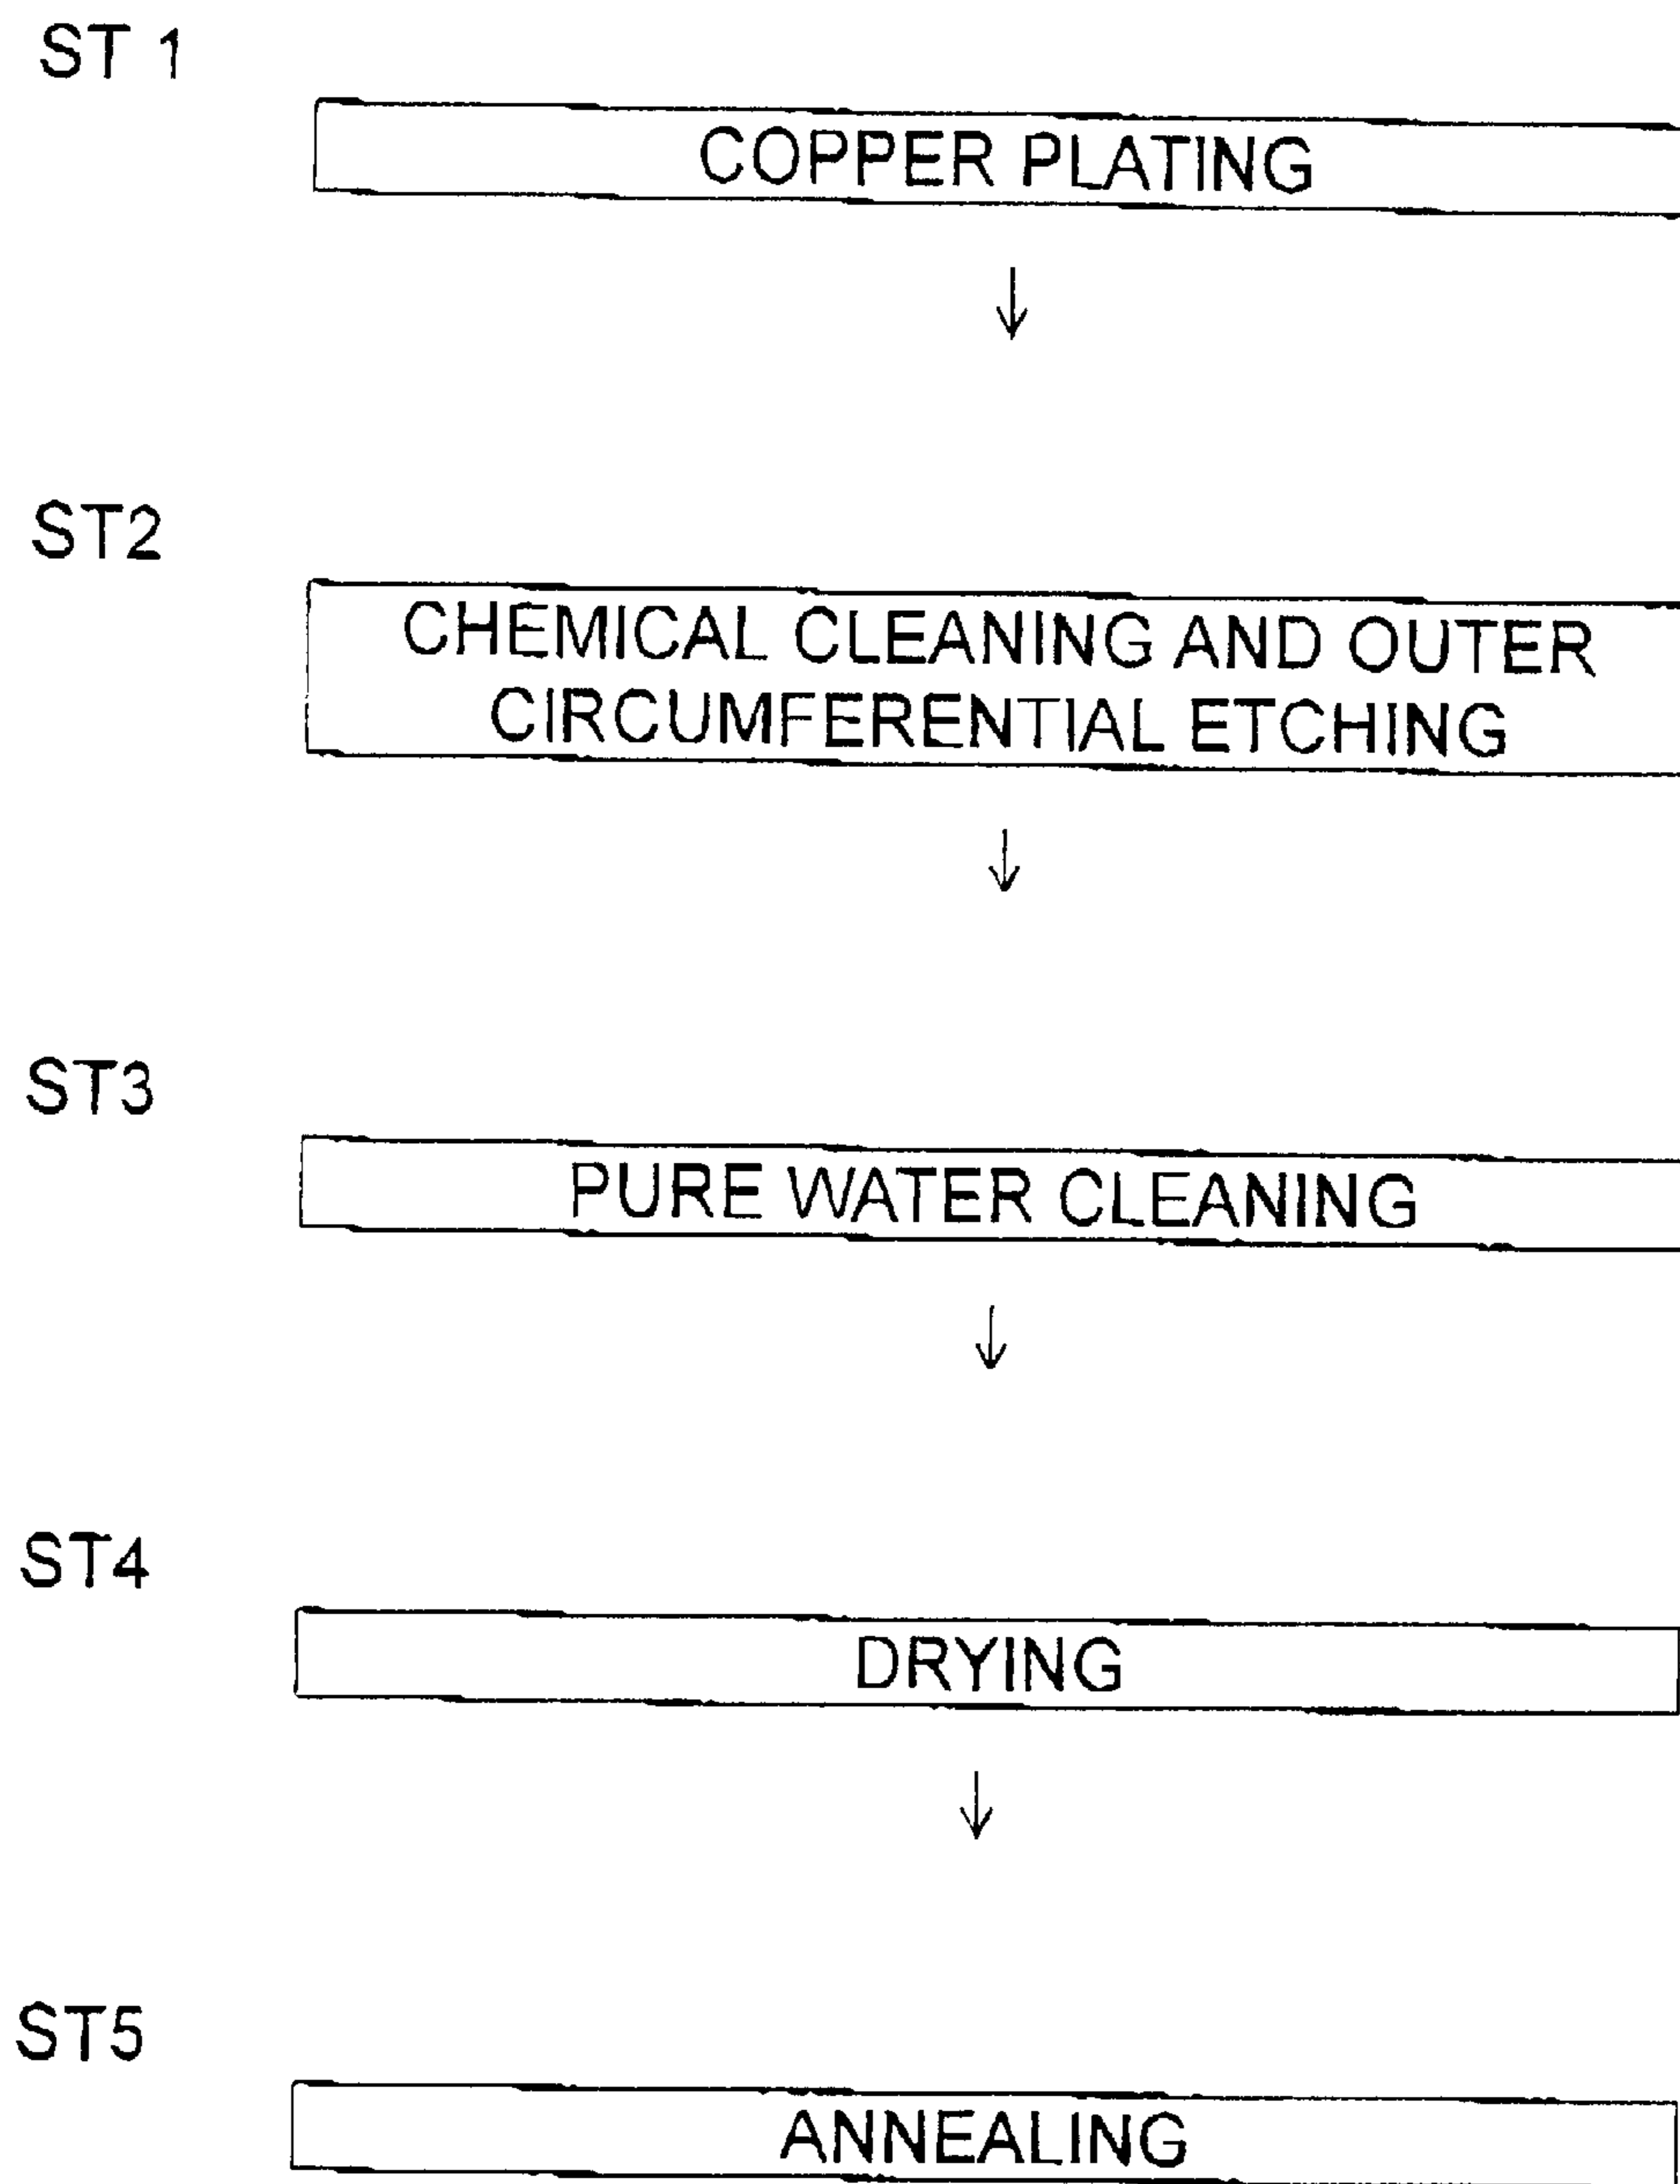 ST 1
COPPER PLATING
ST2
CHEMICAL CLEANING AND OUTER
CIRCUMFERENTIAL ETCHING
ST3
PURE WATER CLEANING
ST4
DRYING
ST5
ANNEALING